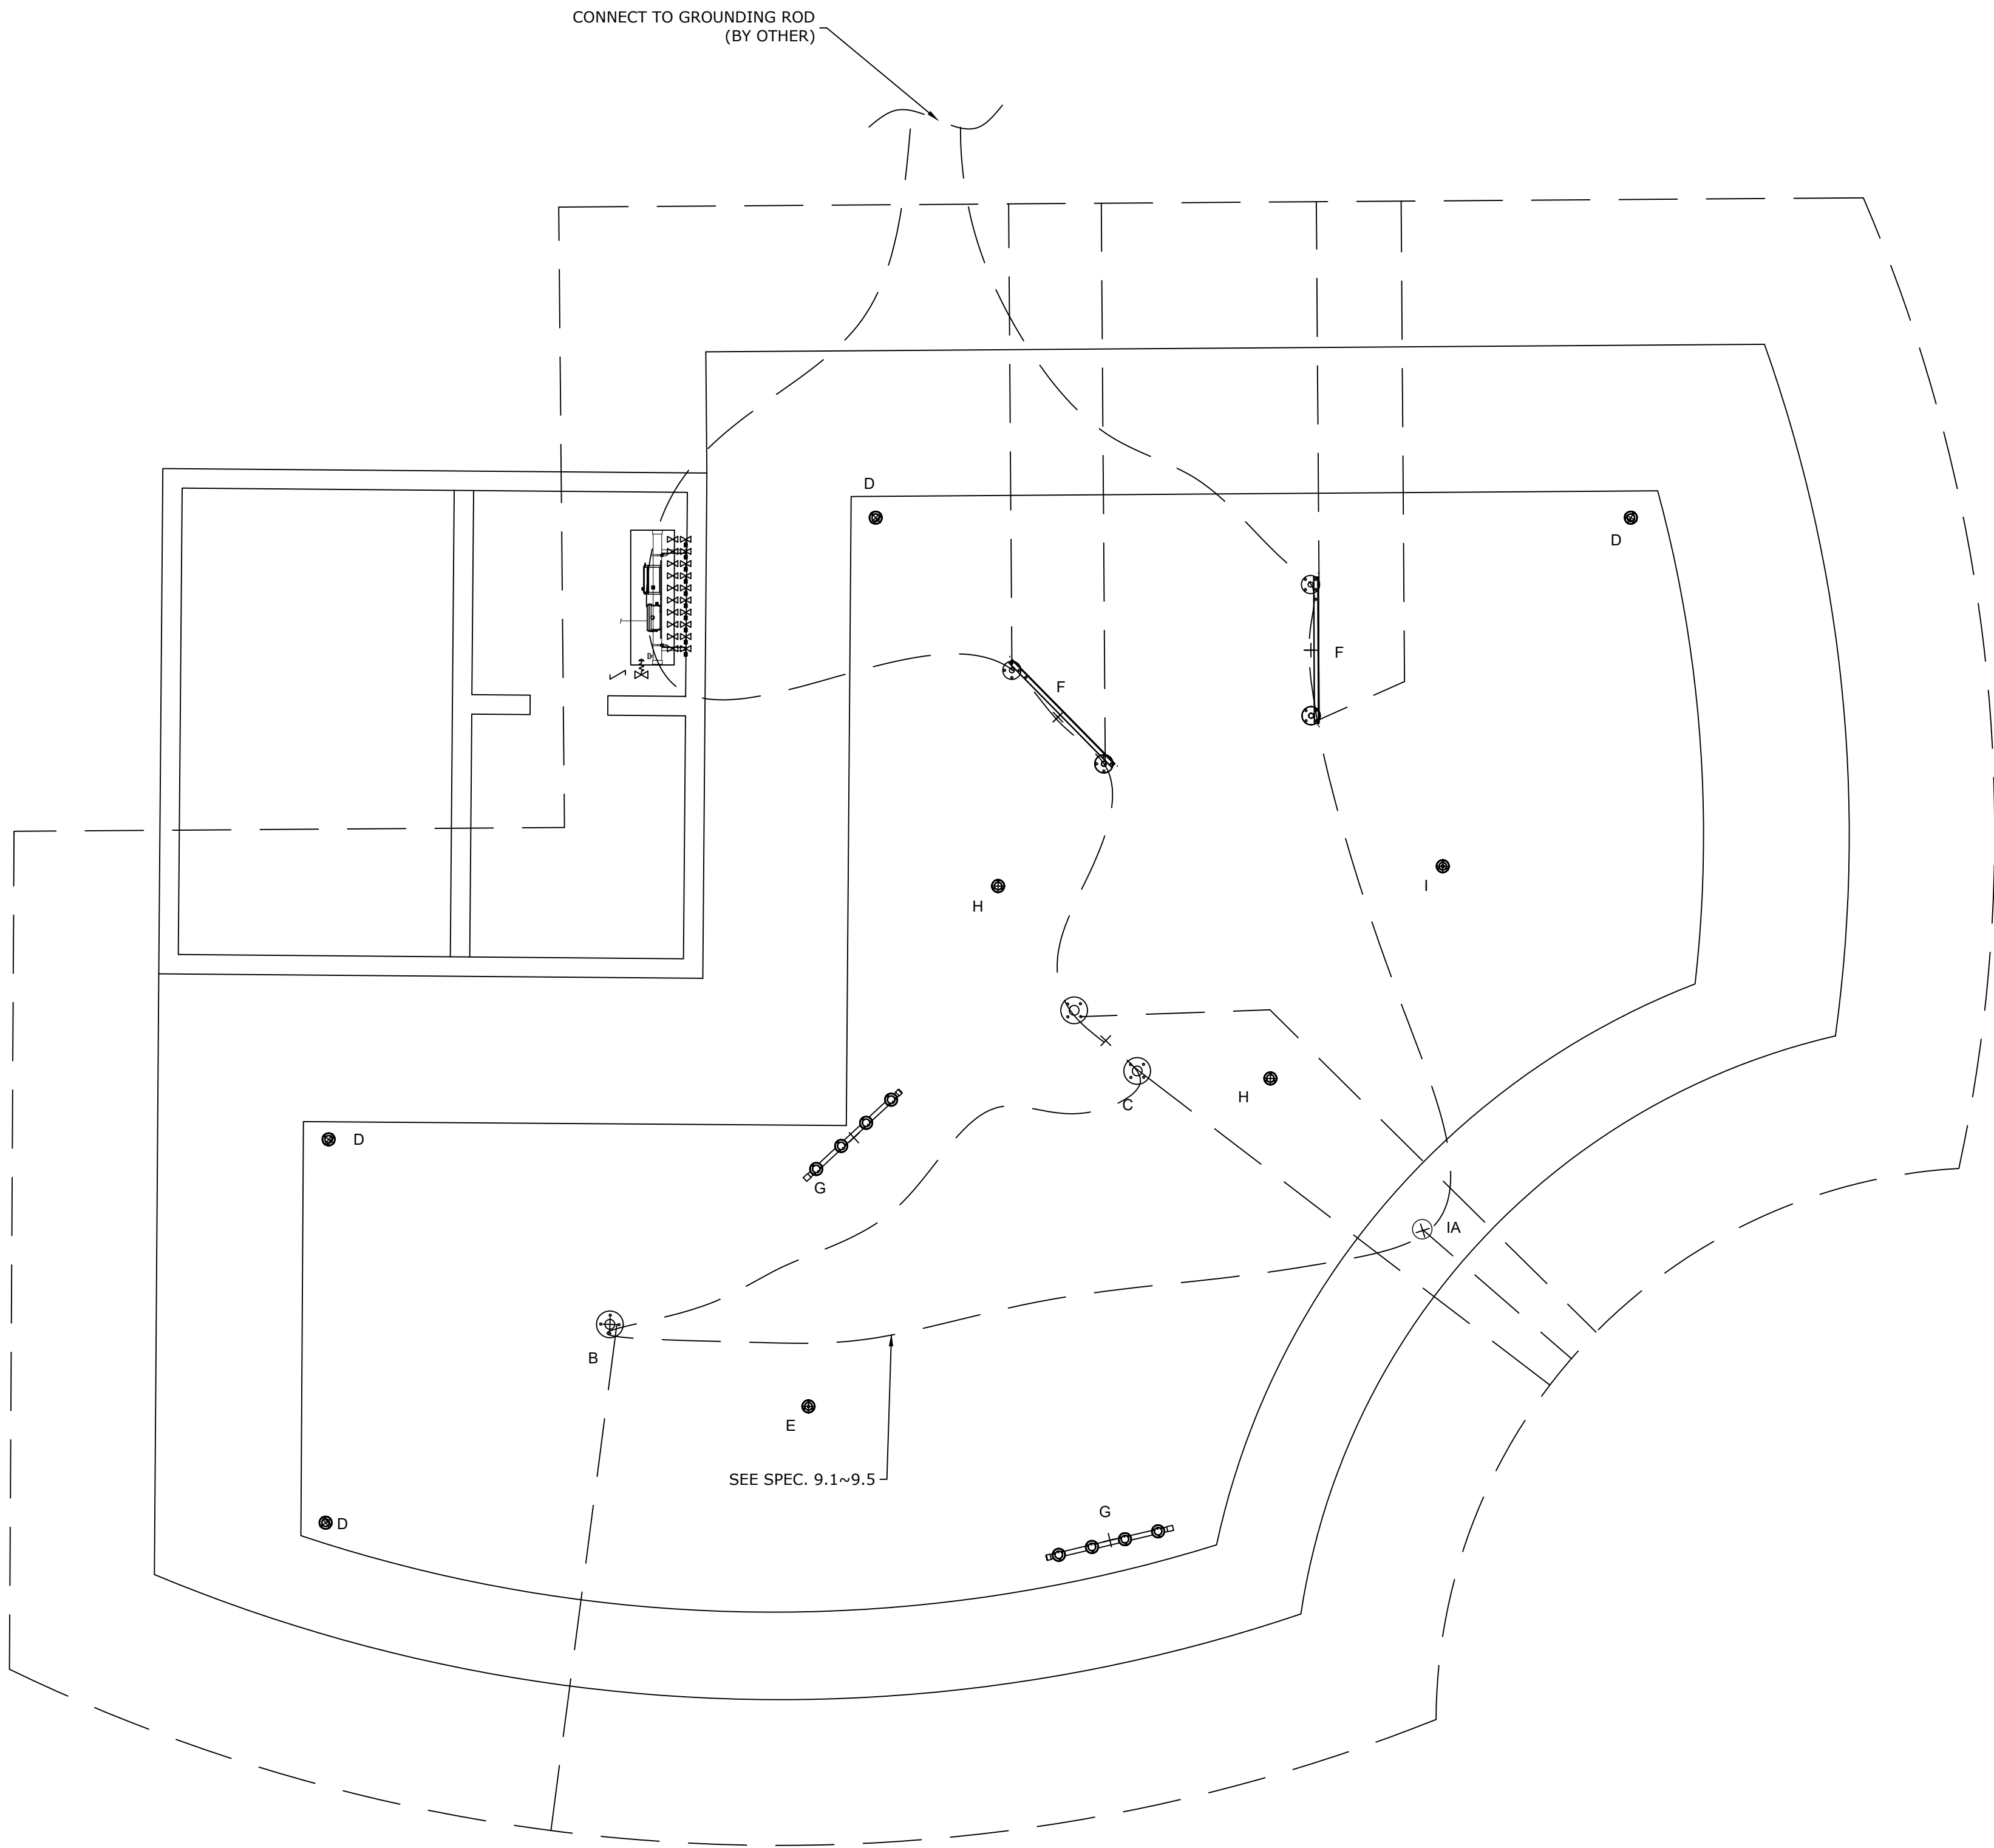 CONNECT TO GROUNDING ROD
(BY OTHER)
D
D
D
F
F
I
H
C
H
D
G
IA
B
E
SEE SPEC. 9.1~9.5
G
D